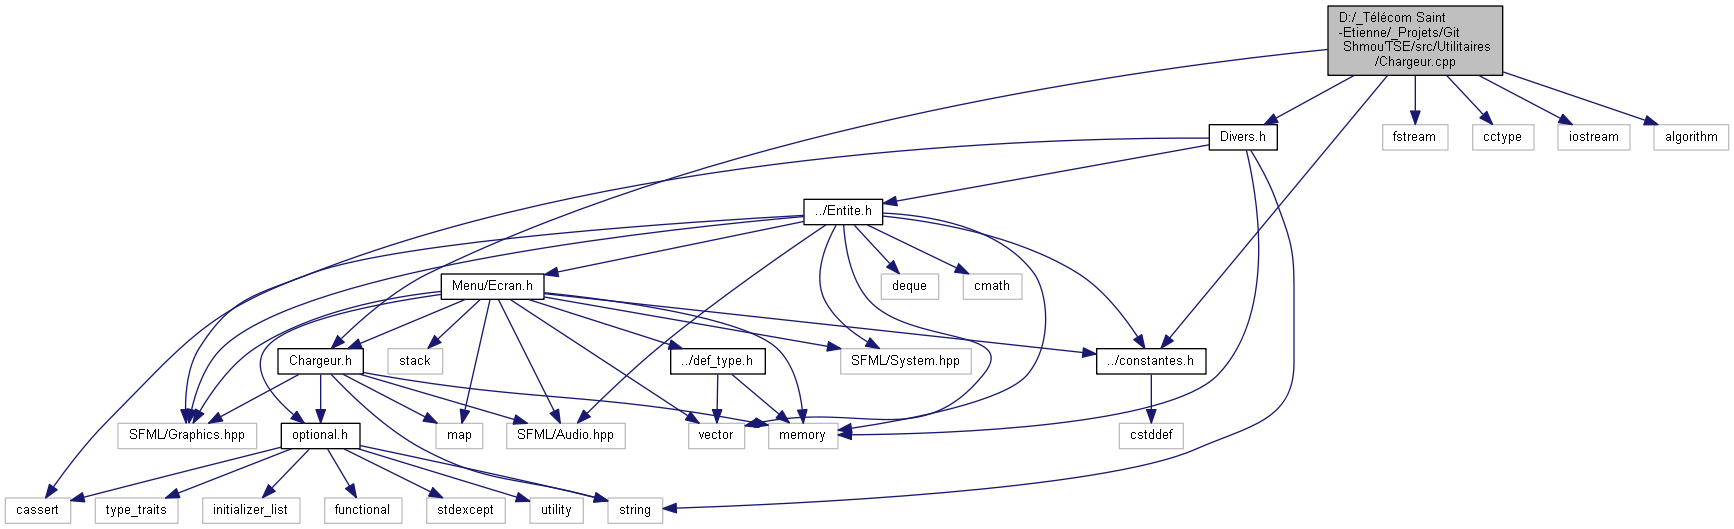 D:/_Télécom Saint
-Etienne/_Projets/Git
ShmouTSE/src/Utilitaires
/Chargeur.cpp
Divers.h
fstream
cctype
iostream
algorithm
../Entite.h
Menu/Ecran.h
deque
cmath
Chargeur.h
stack
../def_type.h
SFML/System.hpp
../constantes.h
SFML/Graphics.hpp
optional.h
map
SFML/Audio.hpp
vector
memory
cstddef
cassert
type_traits
initializer_list
functional
stdexcept
utility
string